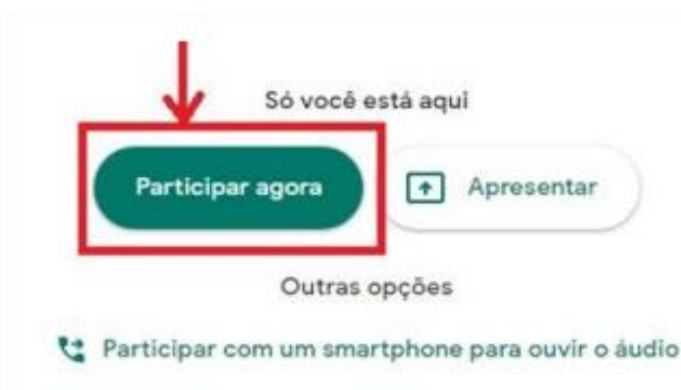 Só você está aqui
Participar agora
Apresentar
Outras opções
Participar com um smartphone para ouvir o áudio